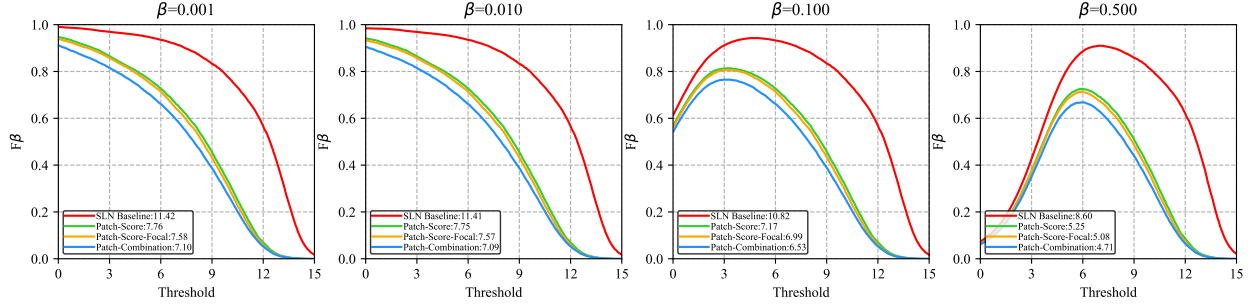 β=0.001
1.0
0.8
0.6
0.4
0.2
0.0
Fβ
SLN Baseline:11.42
Patch-Score:7.76
Patch-Score-Focal:7.58
Patch-Combination:7.10
0 3 6 9 12 15
Threshold
β=0.010
1.0
0.8
0.6
0.4
0.2
0.0
Fβ
SLN Baseline:11.41
Patch-Score:7.75
Patch-Score-Focal:7.57
Patch-Combination:7.09
0 3 6 9 12 15
Threshold
β=0.100
1.0
0.8
0.6
0.4
0.2
0.0
Fβ
SLN Baseline:10.82
Patch-Score:7.17
Patch-Score-Focal:6.99
Patch-Combination:6.53
0 3 6 9 12 15
Threshold
β=0.500
1.0
0.8
0.6
0.4
0.2
0.0
Fβ
SLN Baseline:8.60
Patch-Score:5.25
Patch-Score-Focal:5.08
Patch-Combination:4.71
0 3 6 9 12 15
Threshold